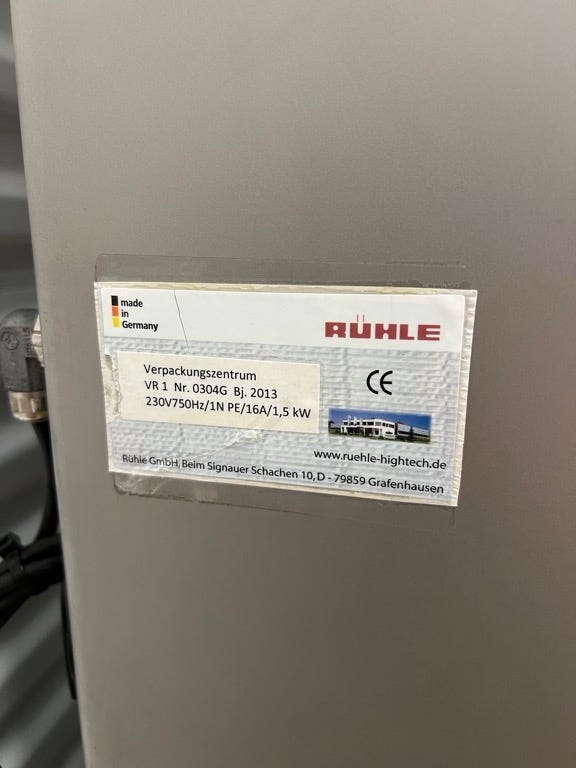 made
in
Germany
RÜHLE
Verpackungszentrum
VR 1 Nr. 0304G Bj. 2013
230V750Hz/1N PE/16A/1,5 kW
CE
www.ruehle-hightech.de
Rühle GmbH, Beim Signauer Schachen 10, D - 79859 Grafenhausen